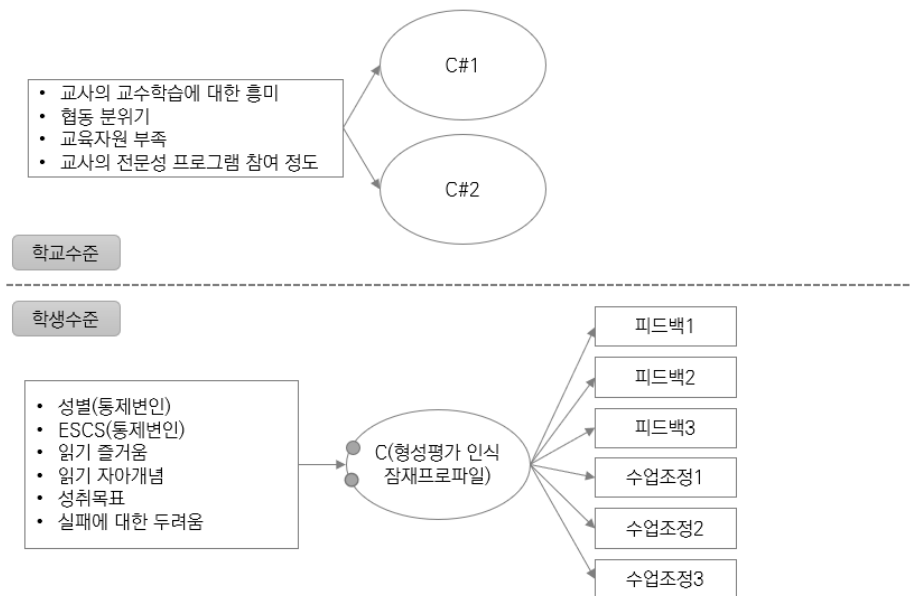 C#1
• 교사의 교수학습에 대한 흥미
• 협동 분위기
• 교육자원 부족
• 교사의 전문성 프로그램 참여 정도
C#2
학교수준
학생수준
피드백1
피드백2
피드백3
수업조정1
수업조정2
수업조정3
• 성별(통제변인)
• ESCS(통제변인)
• 읽기 즐거움
• 읽기 자아개념
• 성취목표
• 실패에 대한 두려움
C(형성평가 인식
잠재프로파일)